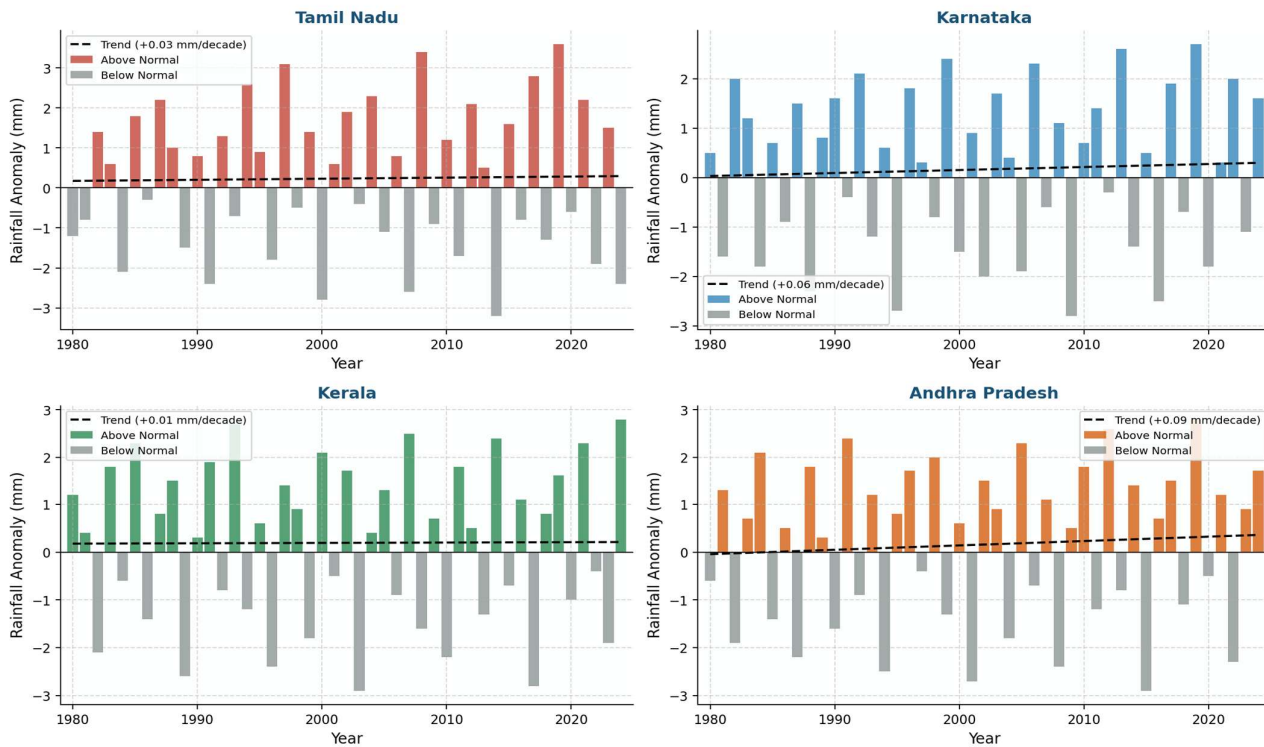 Tamil Nadu
Rainfall Anomaly (mm)
3
2
1
0
−1
−2
−3
Trend (+0.03 mm/decade)
Above Normal
Below Normal
1980
1990
2000
2010
2020
Year
Karnataka
Rainfall Anomaly (mm)
2
1
0
−1
−2
−3
Trend (+0.06 mm/decade)
Above Normal
Below Normal
1980
1990
2000
2010
2020
Year
Kerala
Rainfall Anomaly (mm)
3
2
1
0
−1
−2
−3
Trend (+0.01 mm/decade)
Above Normal
Below Normal
1980
1990
2000
2010
2020
Year
Andhra Pradesh
Rainfall Anomaly (mm)
3
2
1
0
−1
−2
−3
Trend (+0.09 mm/decade)
Above Normal
Below Normal
1980
1990
2000
2010
2020
Year